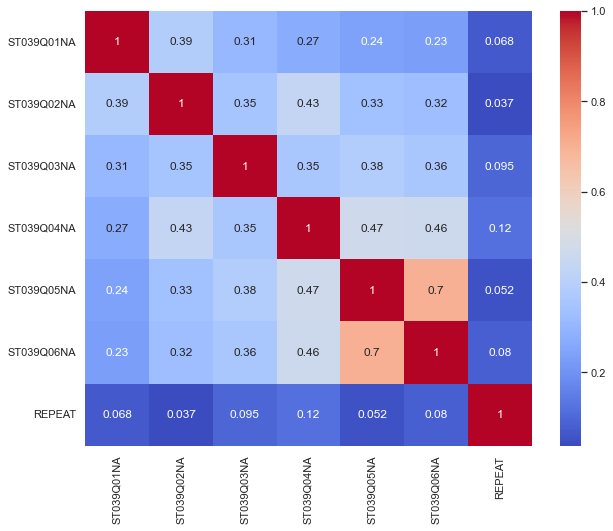 ST039Q01NA 1 0.39 0.31 0.27 0.24 0.23 0.068
ST039Q02NA 0.39 1 0.35 0.43 0.33 0.32 0.037
ST039Q03NA 0.31 0.35 1 0.35 0.38 0.36 0.095
ST039Q04NA 0.27 0.43 0.35 1 0.47 0.46 0.12
ST039Q05NA 0.24 0.33 0.38 0.47 1 0.7 0.052
ST039Q06NA 0.23 0.32 0.36 0.46 0.7 1 0.08
REPEAT 0.068 0.037 0.095 0.12 0.052 0.08 1
ST039Q01NA
ST039Q02NA
ST039Q03NA
ST039Q04NA
ST039Q05NA
ST039Q06NA
REPEAT
1.0
0.8
0.6
0.4
0.2